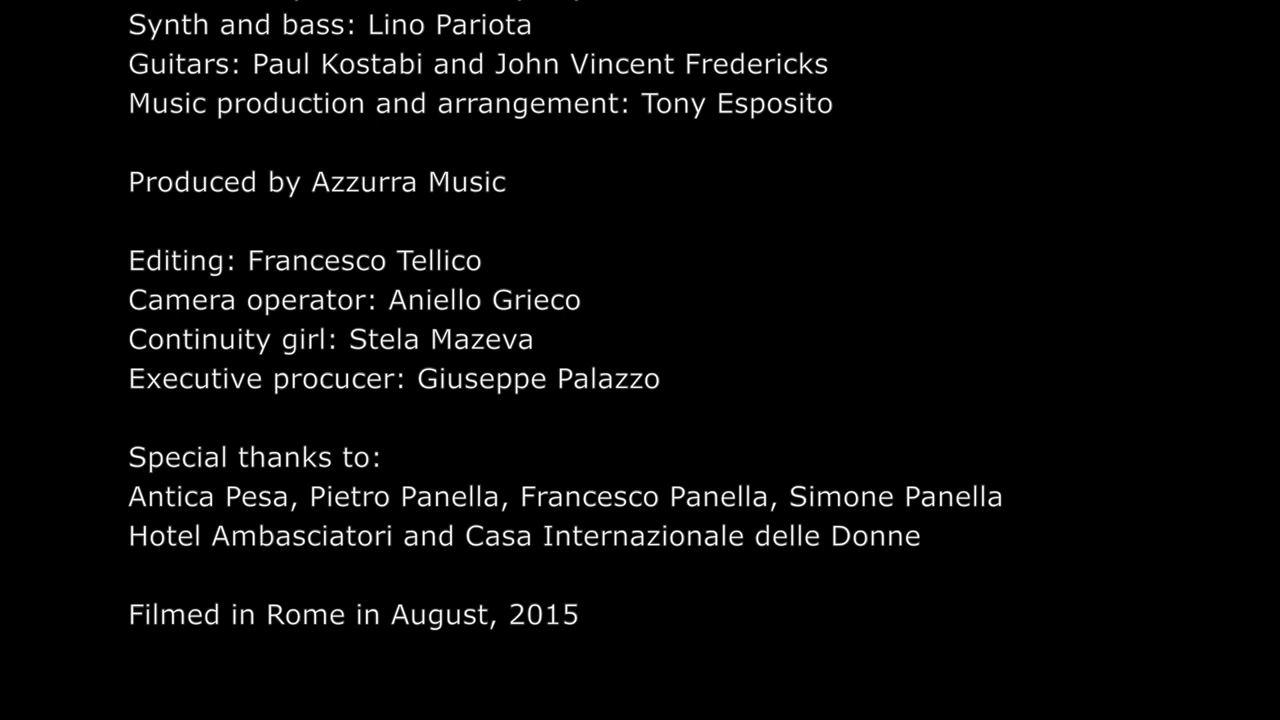 Synth and bass: Lino Pariota
Guitars: Paul Kostabi and John Vincent Fredericks
Music production and arrangement: Tony Esposito
Produced by Azzurra Music
Editing: Francesco Tellico
Camera operator: Aniello Grieco
Continuity girl: Stela Mazeva
Executive procucer: Giuseppe Palazzo
Special thanks to:
Antica Pesa, Pietro Panella, Francesco Panella, Simone Panella
Hotel Ambasciatori and Casa Internazionale delle Donne
Filmed in Rome in August, 2015